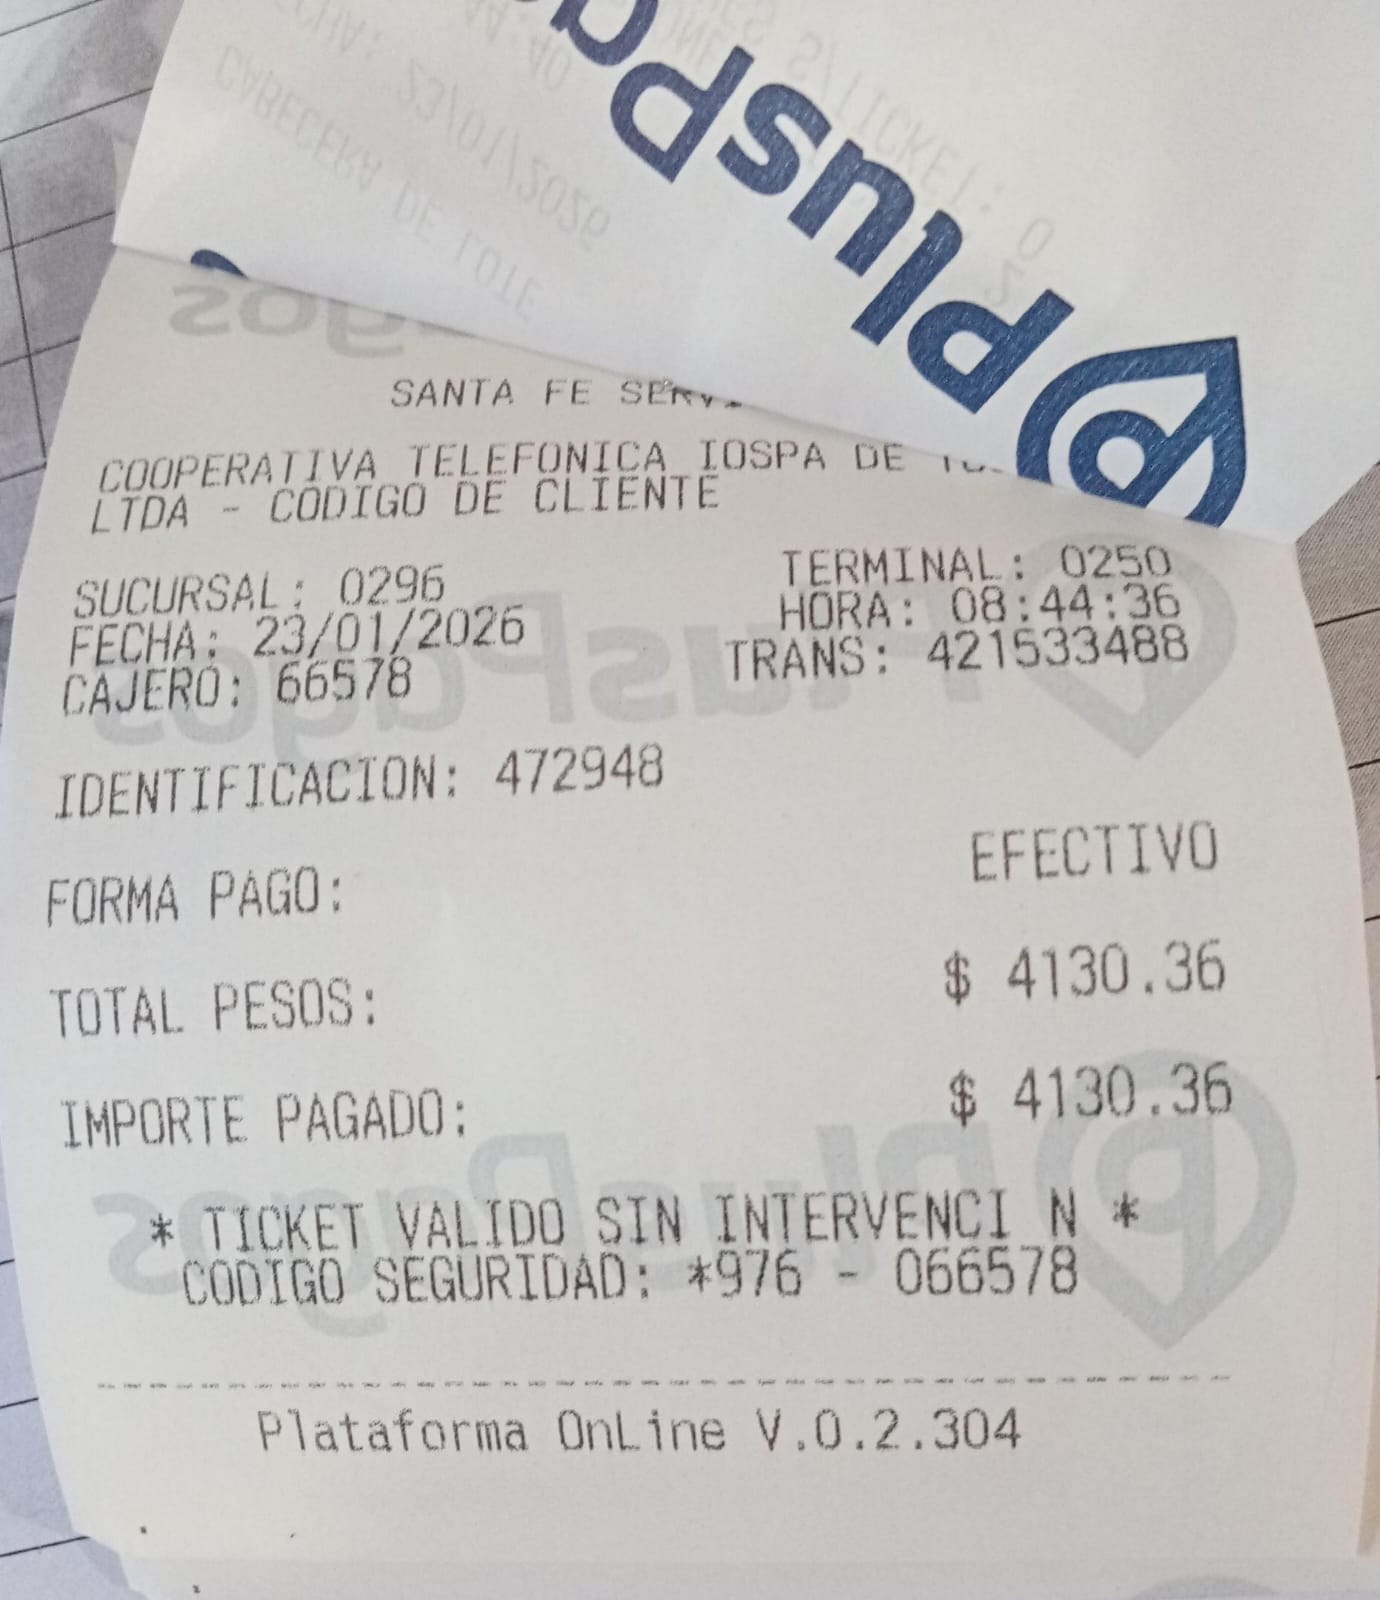 PlusPag
SANTA FE
COOPERATIVA TELEFONICA IOSPA DE
LTDA - CODIGO DE CLIENTE
SUCURSAL: 0296 TERMINAL: 0250
FECHA: 23/01/2026 HORA: 08:44:36
CAJERO: 66578 TRANS: 421533488
IDENTIFICACION: 472948
FORMA PAGO: EFECTIVO
TOTAL PESOS: $ 4130.36
IMPORTE PAGADO: $ 4130.36
* TICKET VALIDO SIN INTERVENCI N *
CODIGO SEGURIDAD: *976 - 066578
Plataforma OnLine V.0.2.304